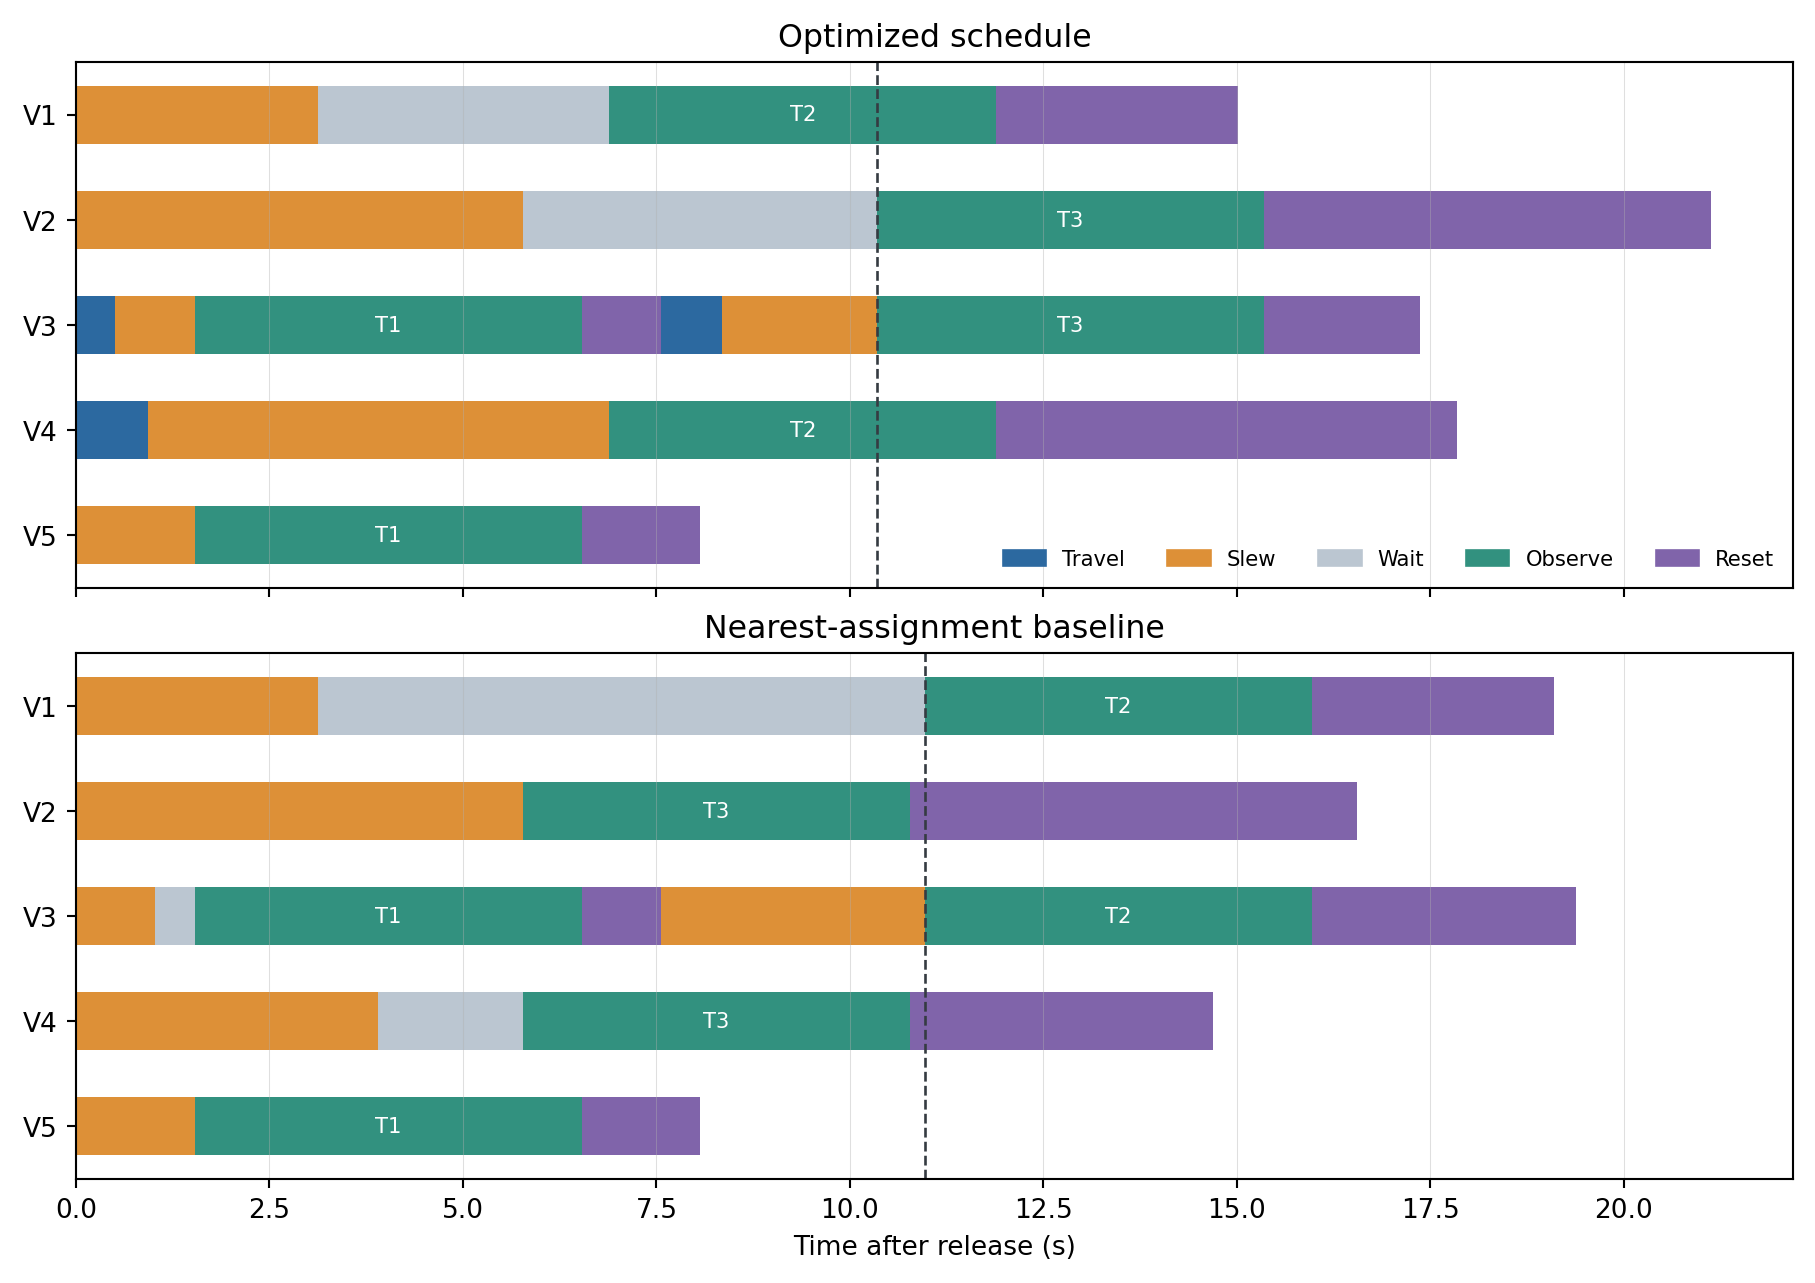 Optimized schedule
V1
T2
V2
T3
V3
T1
T3
V4
T2
V5
T1
Travel
Slew
Wait
Observe
Reset
Nearest-assignment baseline
V1
T2
V2
T3
V3
T1
T2
V4
T3
V5
T1
0.0 2.5 5.0 7.5 10.0 12.5 15.0 17.5 20.0
Time after release (s)